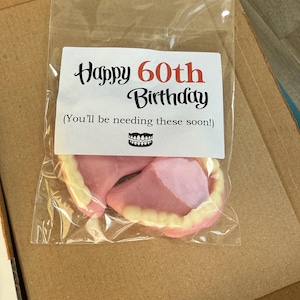 Happy 60th
Birthday
(You'll be needing these soon!)